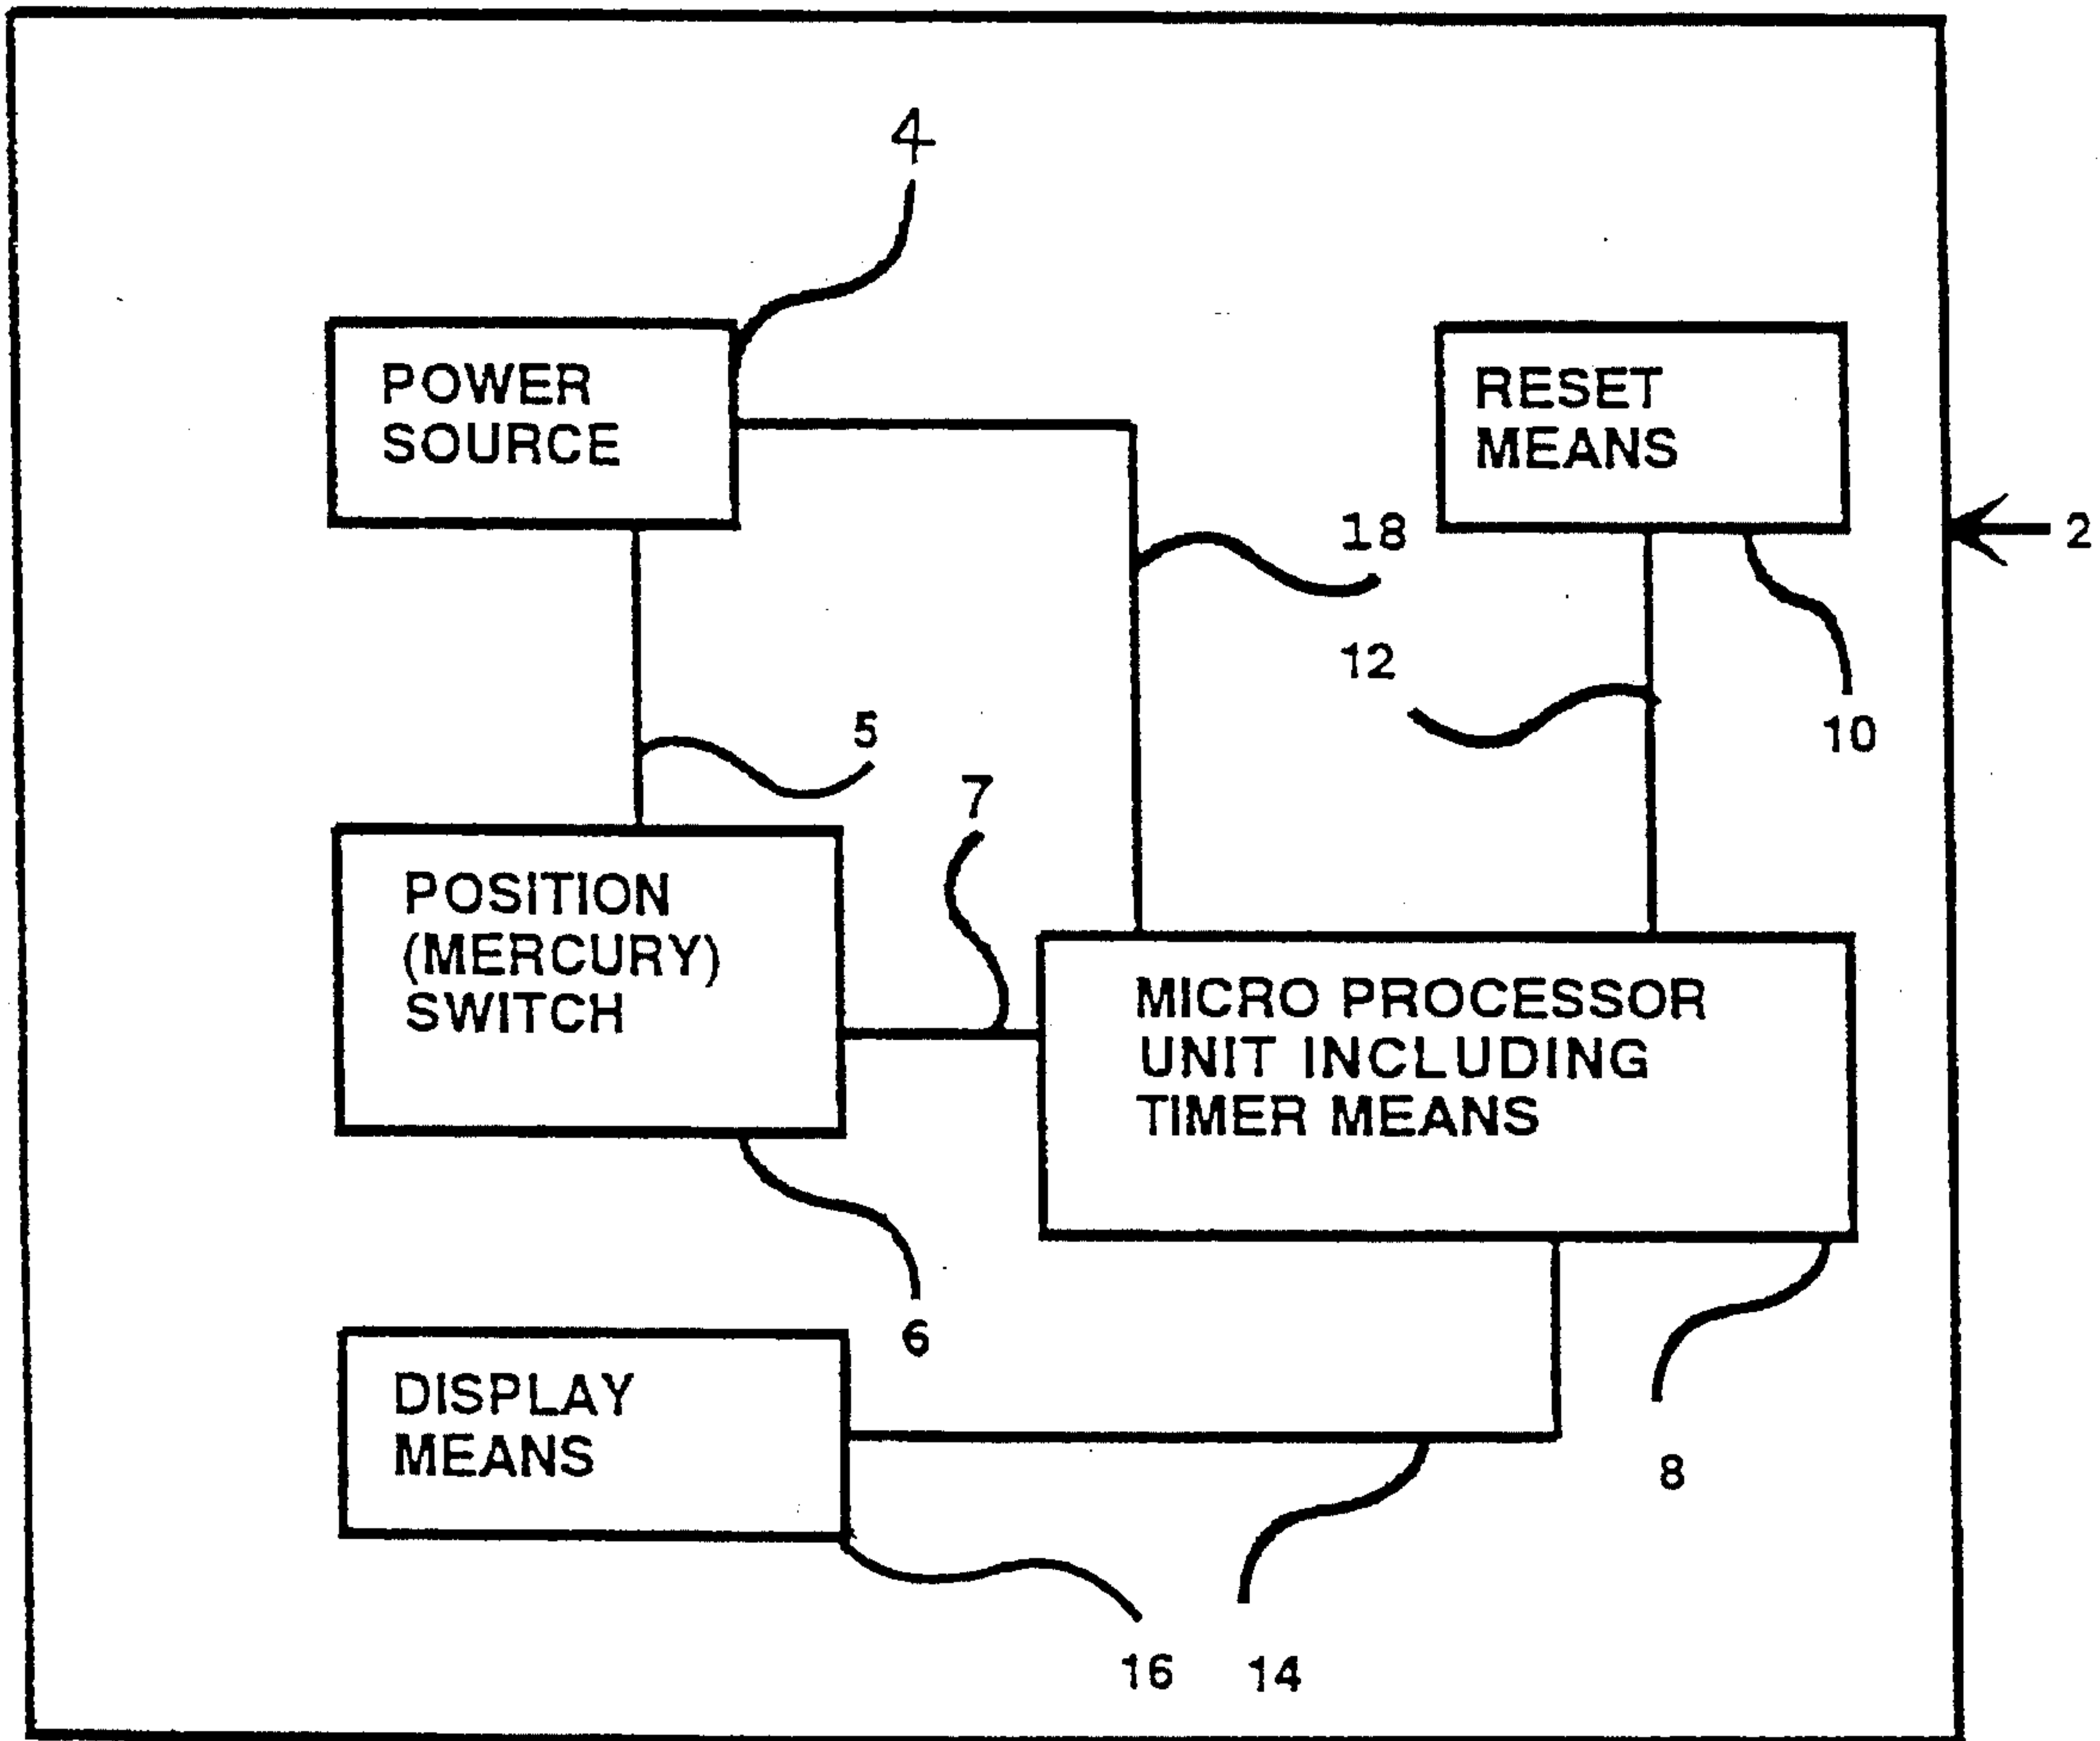 4
POWER
SOURCE
RESET
MEANS
18
2
12
10
5
7
POSITION
(MERCURY)
SWITCH
MICRO PROCESSOR
UNIT INCLUDING
TIMER MEANS
6
DISPLAY
MEANS
8
16
14